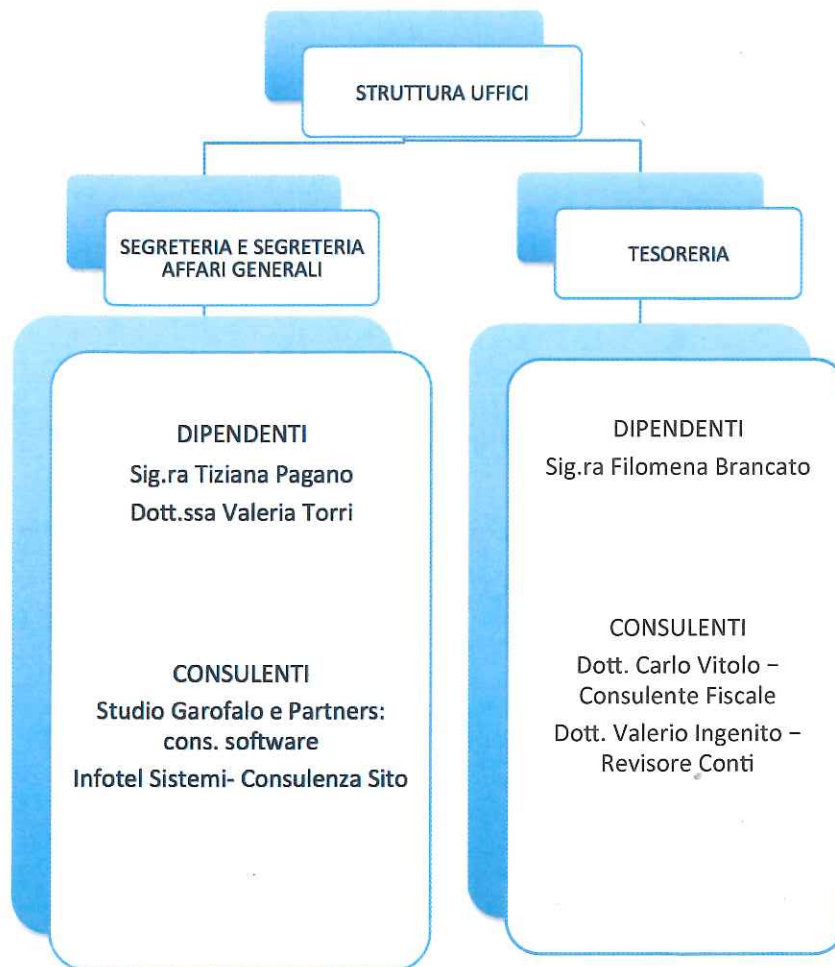 STRUTTURA UFFICI
SEGRETERIA E SEGRETERIA
AFFARI GENERALI
TESORERIA
DIPENDENTI
Sig.ra Tiziana Pagano
Dott.ssa Valeria Torri
CONSULENTI
Studio Garofalo e Partners:
cons. software
Infotel Sistemi- Consulenza Sito
DIPENDENTI
Sig.ra Filomena Brancato
CONSULENTI
Dott. Carlo Vitolo –
Consulente Fiscale
Dott. Valerio Ingenito –
Revisore Conti